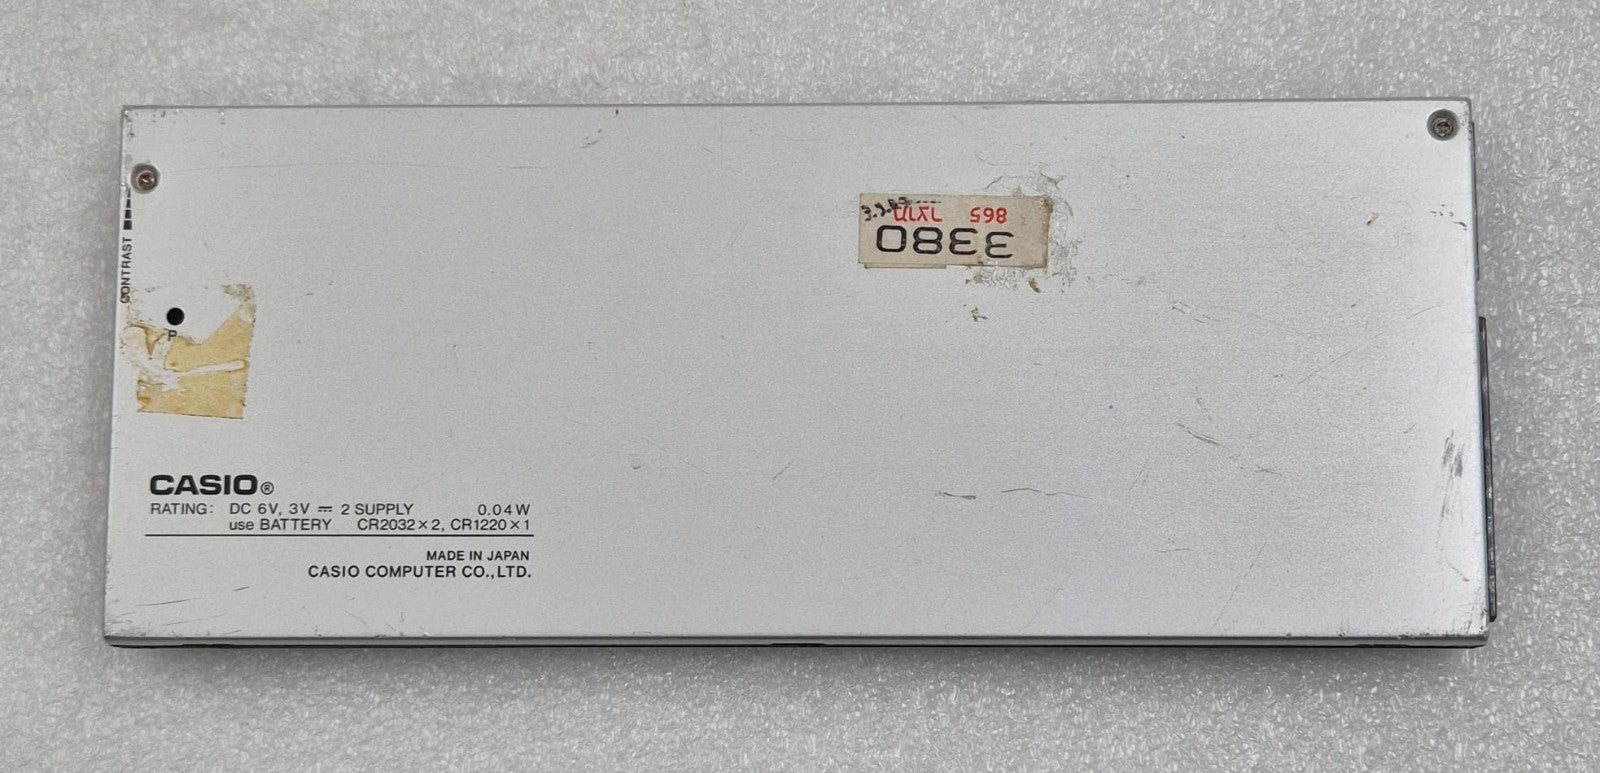 CONTRAST
P
3380
865
CASIO®
RATING: DC 6V, 3V ⎓ 2 SUPPLY 0.04W
use BATTERY CR2032×2, CR1220×1
MADE IN JAPAN
CASIO COMPUTER CO.,LTD.